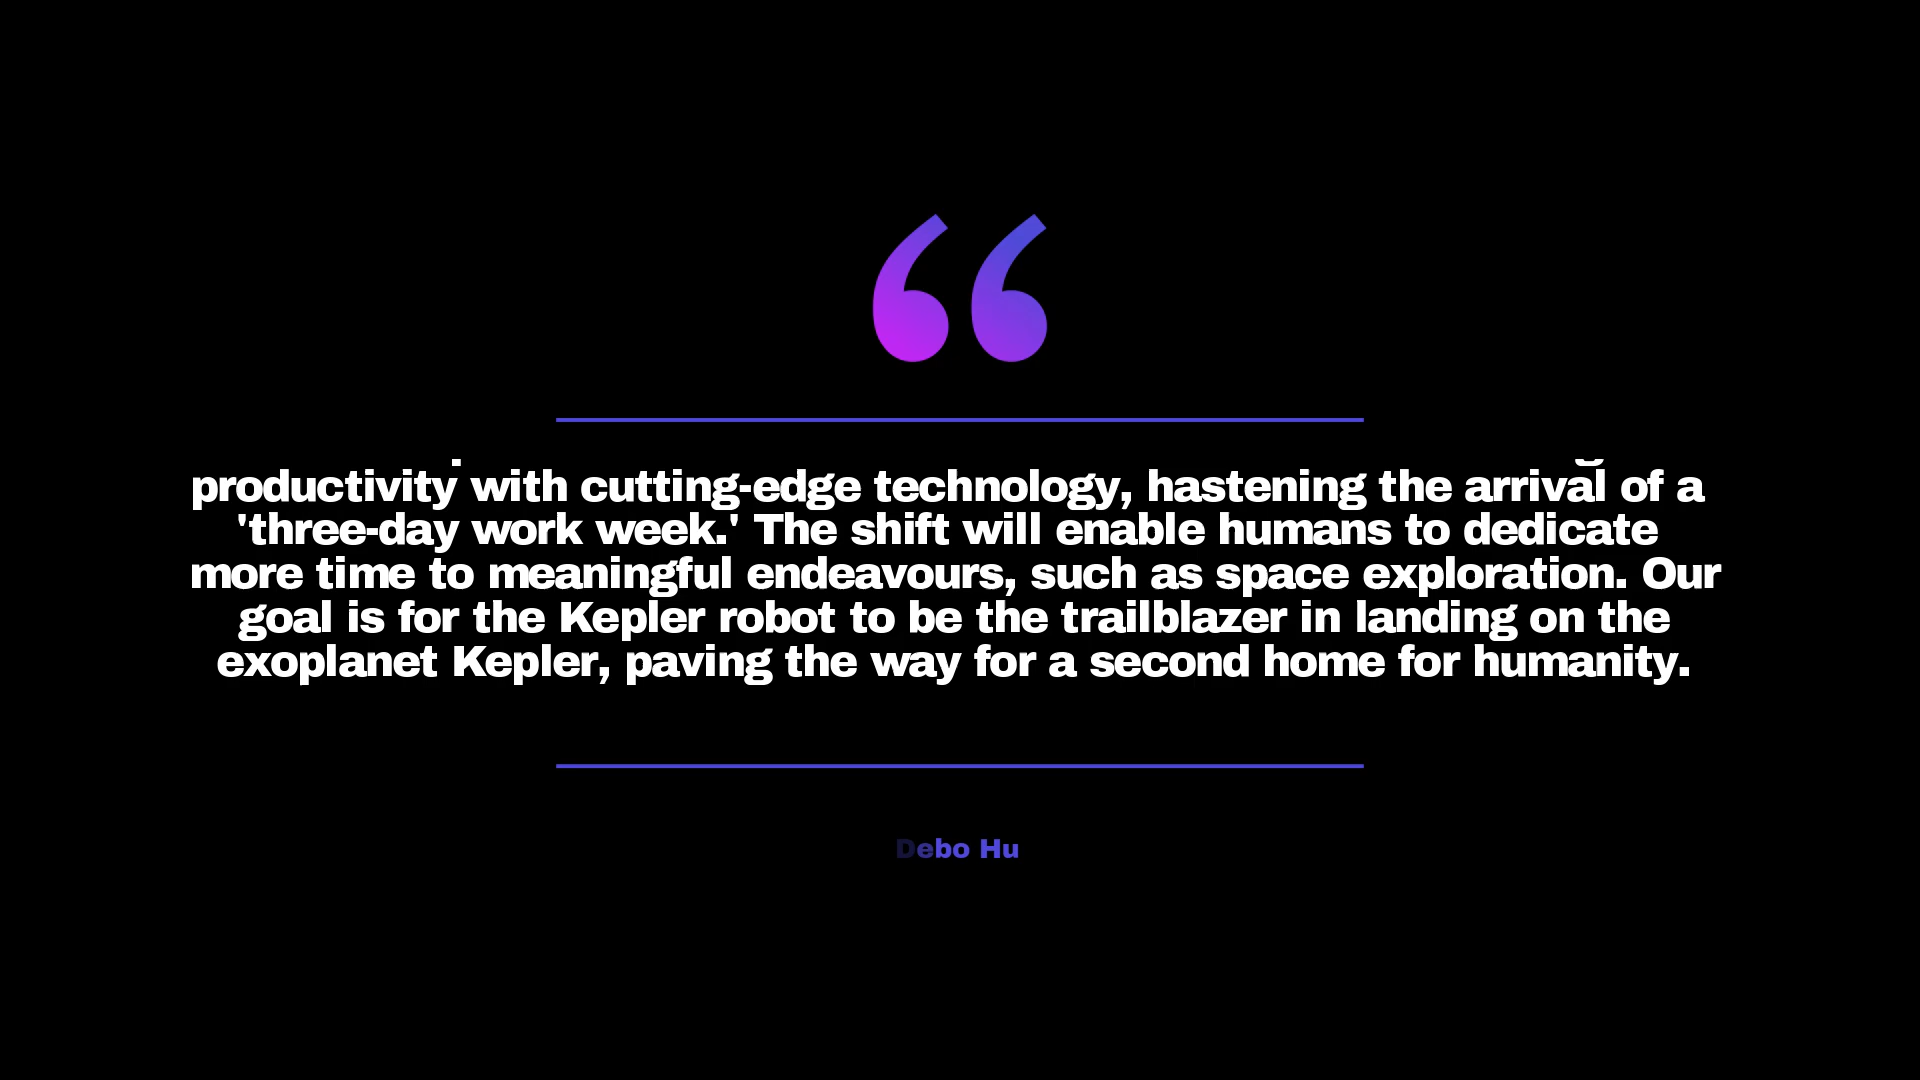 “
productivity with cutting-edge technology, hastening the arrival of a
'three-day work week.' The shift will enable humans to dedicate
more time to meaningful endeavours, such as space exploration. Our
goal is for the Kepler robot to be the trailblazer in landing on the
exoplanet Kepler, paving the way for a second home for humanity.
Debo Hu